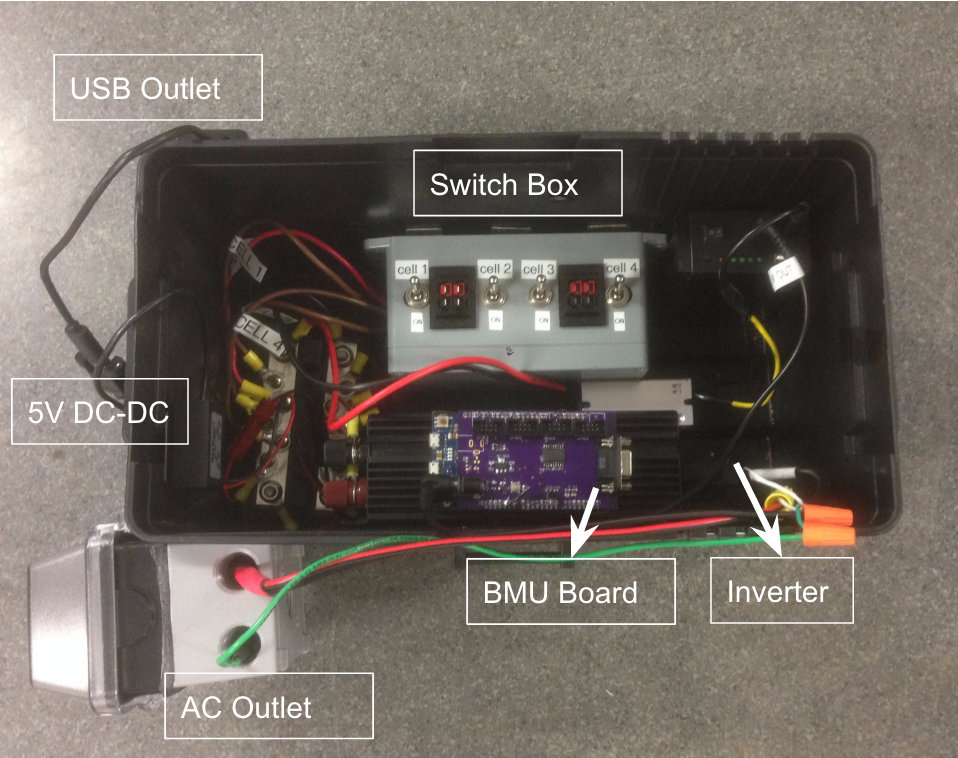 USB Outlet
Switch Box
CELL 1
cell 1
cell 2
cell 3
cell 4
OUT
ON
ON
ON
ON
CELL 4
5V DC-DC
BMU Board
Inverter
AC Outlet